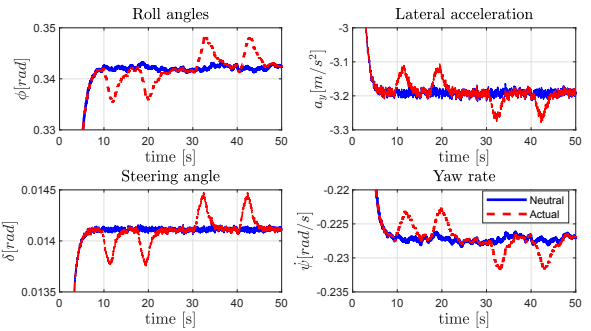 Roll angles
0.35
0.34
0.33
ϕ[rad]
0 10 20 30 40 50
time [s]
Lateral acceleration
-3
-3.1
-3.2
-3.3
a_y[m/s²]
0 10 20 30 40 50
time [s]
Steering angle
0.0145
0.014
0.0135
δ[rad]
0 10 20 30 40 50
time [s]
Yaw rate
-0.22
-0.225
-0.23
-0.235
ψ̇[rad/s]
Neutral
Actual
0 10 20 30 40 50
time [s]